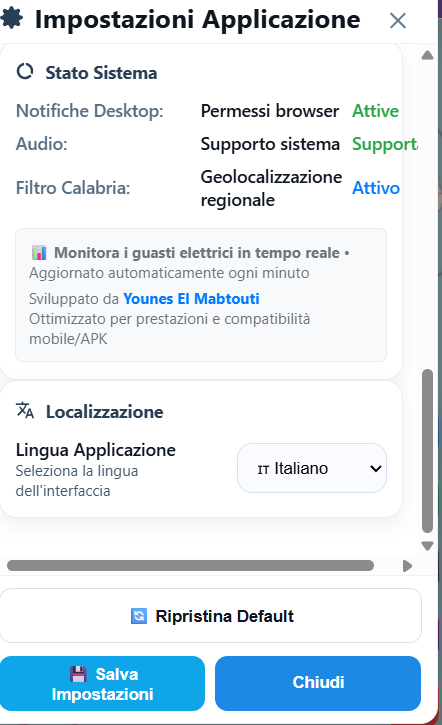 Impostazioni Applicazione
Stato Sistema
Notifiche Desktop: Permessi browser Attive
Audio: Supporto sistema Support
Filtro Calabria: Geolocalizzazione regionale Attivo
Monitora i guasti elettrici in tempo reale •
Aggiornato automaticamente ogni minuto
Sviluppato da Younes El Mabtouti
Ottimizzato per prestazioni e compatibilità
mobile/APK
Localizzazione
Lingua Applicazione
Seleziona la lingua
dell'interfaccia
IT Italiano
Ripristina Default
Salva
Impostazioni
Chiudi